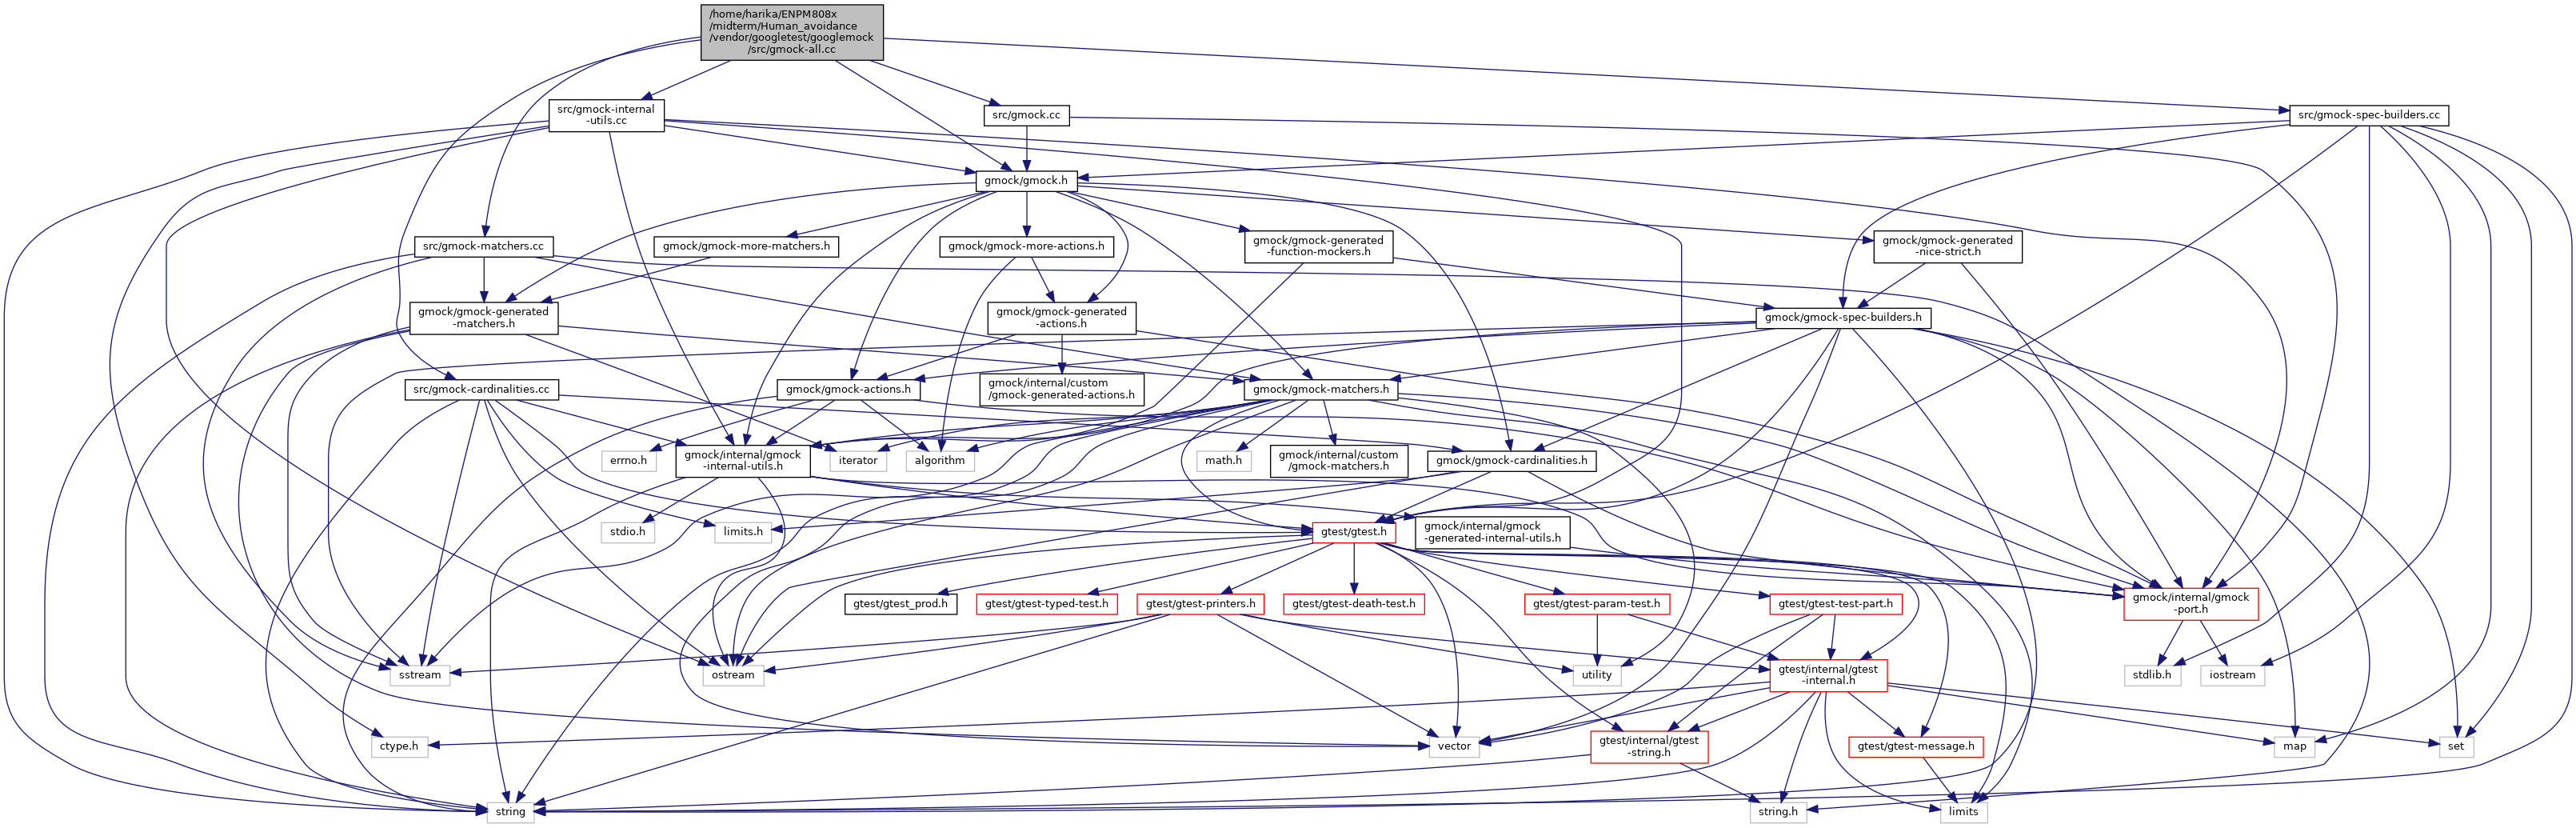 /home/harika/ENPM808x
/midterm/Human_avoidance
/vendor/googletest/googlemock
/src/gmock-all.cc
src/gmock-internal
-utils.cc
src/gmock.cc
src/gmock-spec-builders.cc
gmock/gmock.h
src/gmock-matchers.cc
gmock/gmock-more-matchers.h
gmock/gmock-more-actions.h
gmock/gmock-generated
-function-mockers.h
gmock/gmock-generated
-nice-strict.h
gmock/gmock-generated
-matchers.h
gmock/gmock-generated
-actions.h
gmock/gmock-spec-builders.h
src/gmock-cardinalities.cc
gmock/gmock-actions.h
gmock/internal/custom
/gmock-generated-actions.h
gmock/gmock-matchers.h
errno.h
gmock/internal/gmock
-internal-utils.h
iterator
algorithm
math.h
gmock/internal/custom
/gmock-matchers.h
gmock/gmock-cardinalities.h
stdio.h
limits.h
gtest/gtest.h
gmock/internal/gmock
-generated-internal-utils.h
gtest/gtest_prod.h
gtest/gtest-typed-test.h
gtest/gtest-printers.h
gtest/gtest-death-test.h
gtest/gtest-param-test.h
gtest/gtest-test-part.h
gmock/internal/gmock
-port.h
sstream
ostream
utility
gtest/internal/gtest
-internal.h
stdlib.h
iostream
ctype.h
vector
gtest/internal/gtest
-string.h
gtest/gtest-message.h
map
set
string
string.h
limits